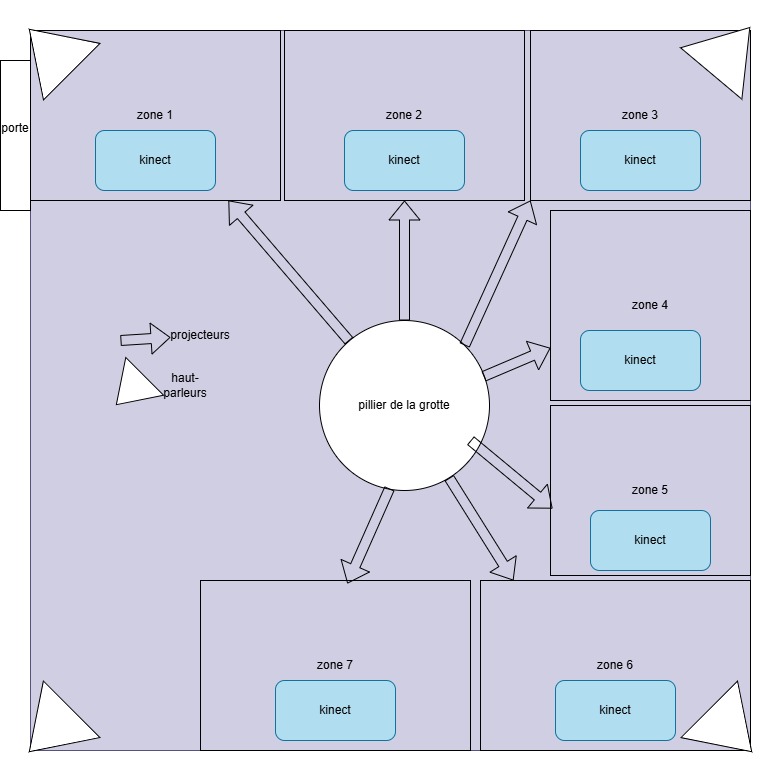 zone 1
zone 2
zone 3
porte
kinect
kinect
kinect
zone 4
projecteurs
kinect
haut-
parleurs
pillier de la grotte
zone 5
kinect
zone 7
zone 6
kinect
kinect